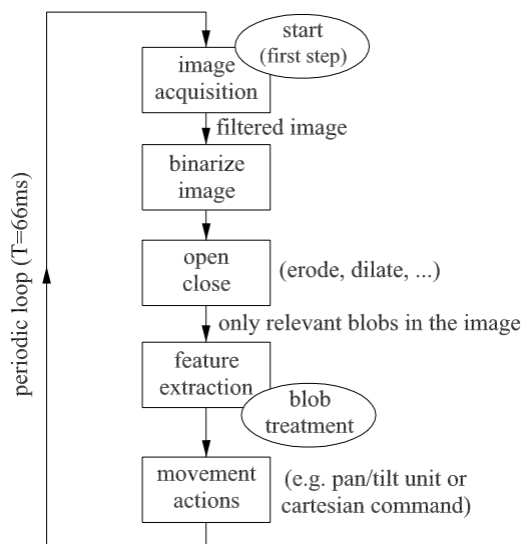 start
(first step)
image
acquisition
filtered image
binarize
image
open
close
(erode, dilate, ...)
only relevant blobs in the image
feature
extraction
blob
treatment
movement
actions
(e.g. pan/tilt unit or
cartesian command)
periodic loop (T=66ms)